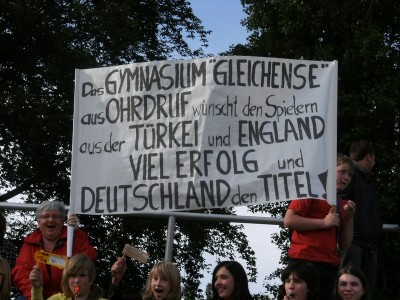 Das GYMNASIUM "GLEICHENSE"
aus OHRDRUF wünscht den Spielern
aus der TÜRKEI und ENGLAND
VIEL ERFOLG und
DEUTSCHLAND den TITEL!